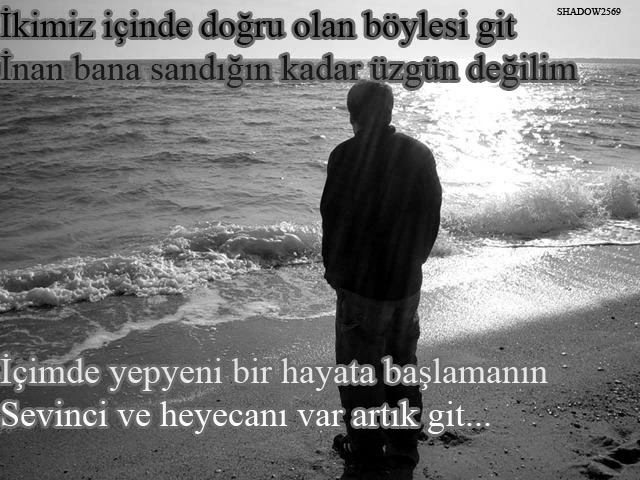 SHADOW2569
İkimiz içinde doğru olan böylesi git
İnan bana sandığın kadar üzgün değilim
İçimde yepyeni bir hayata başlamanın
Sevinci ve heyecanı var artık git...